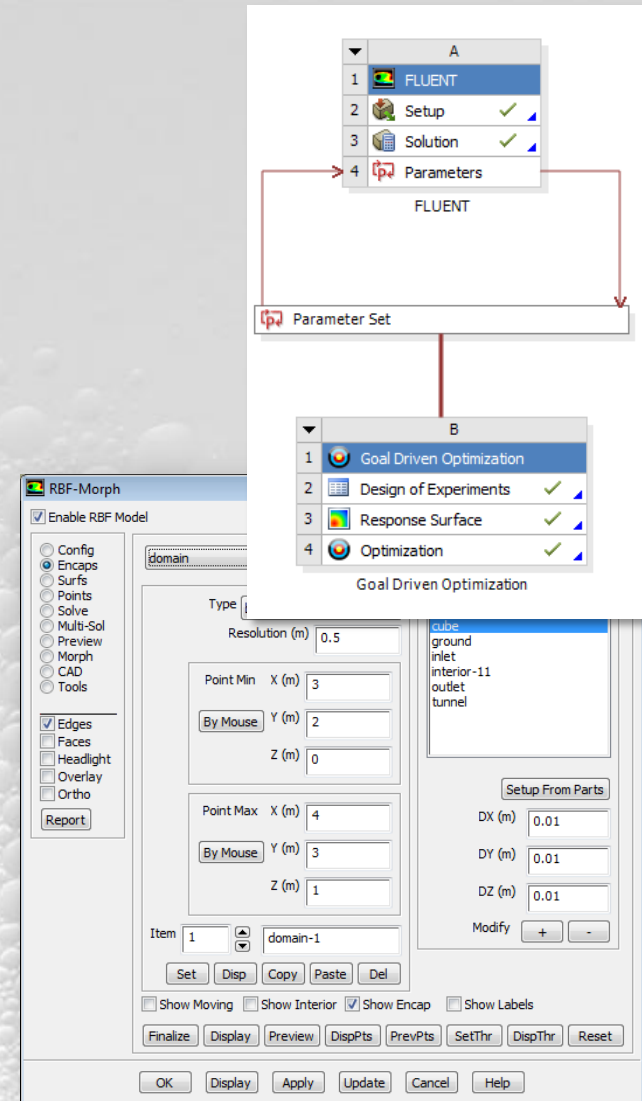 A
1 FLUENT
2 Setup
3 Solution
4 Parameters
FLUENT
Parameter Set
B
1 Goal Driven Optimization
2 Design of Experiments
3 Response Surface
4 Optimization
Goal Driven Optimization
RBF-Morph
Enable RBF Model
Config
Encaps
Surfs
Points
Solve
Multi-Sol
Preview
Morph
CAD
Tools
Edges
Faces
Headlight
Overlay
Ortho
Report
domain
Type
Resolution (m) 0.5
Point Min X (m) 3
By Mouse Y (m) 2
Z (m) 0
Point Max X (m) 4
By Mouse Y (m) 3
Z (m) 1
Item 1 domain-1
Set Disp Copy Paste Del
cube
ground
inlet
interior-11
outlet
tunnel
Setup From Parts
DX (m) 0.01
DY (m) 0.01
DZ (m) 0.01
Modify + -
Show Moving Show Interior Show Encap Show Labels
Finalize Display Preview DispPts PrevPts SetThr DispThr Reset
OK Display Apply Update Cancel Help